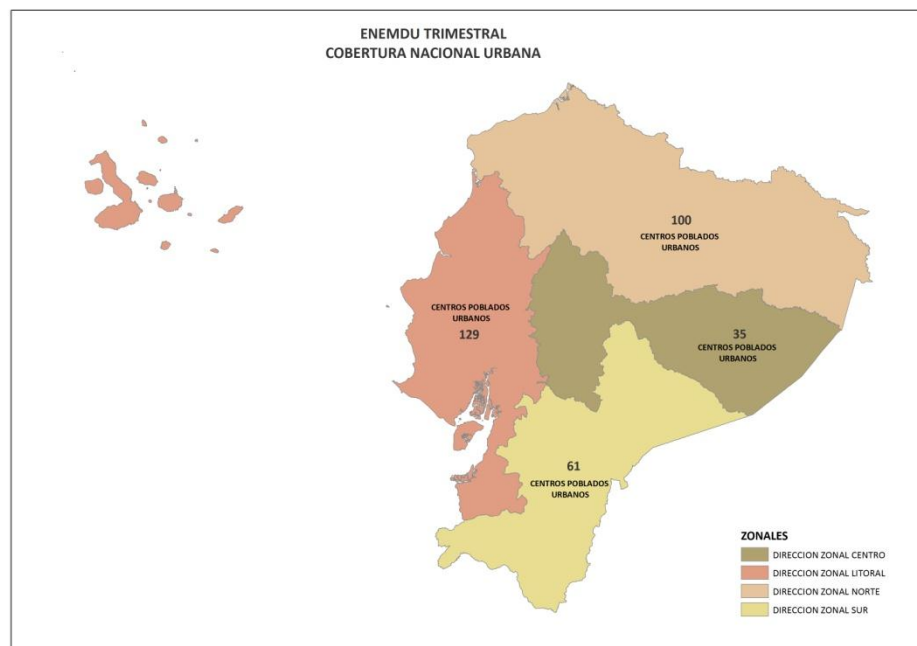 ENEMDU TRIMESTRAL
COBERTURA NACIONAL URBANA
100
CENTROS POBLADOS
URBANOS
CENTROS POBLADOS
URBANOS
129
35
CENTROS POBLADOS
URBANOS
61
CENTROS POBLADOS
URBANOS
ZONALES
DIRECCION ZONAL CENTRO
DIRECCION ZONAL LITORAL
DIRECCION ZONAL NORTE
DIRECCION ZONAL SUR